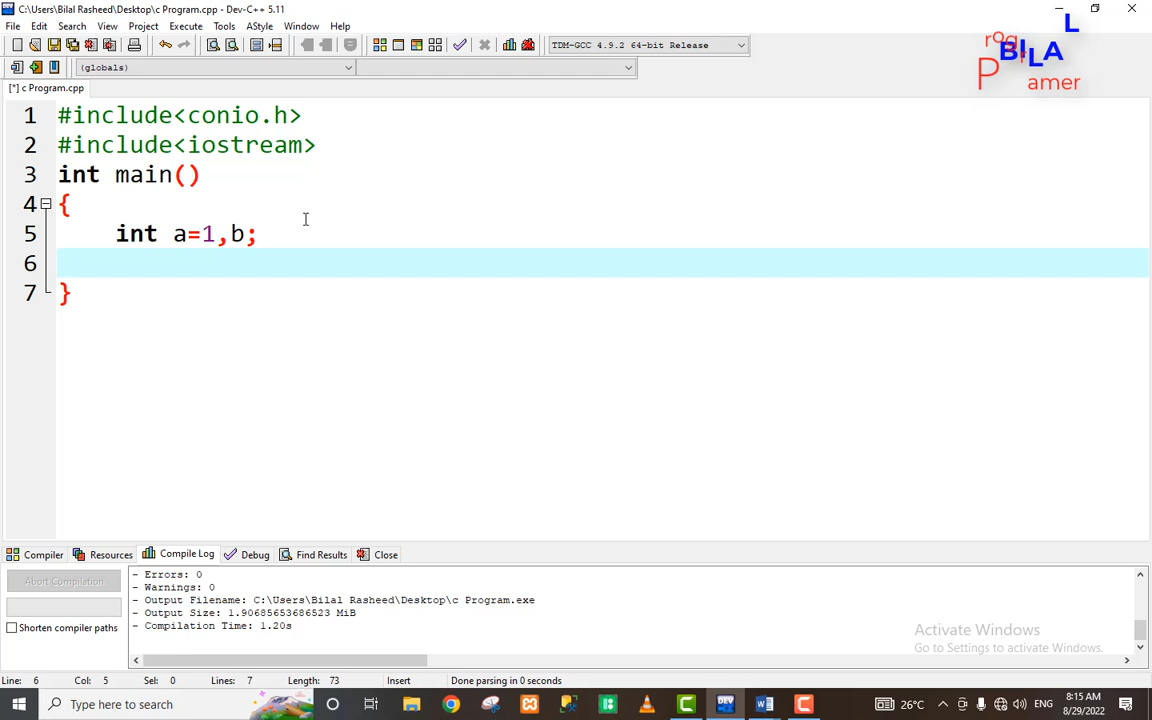 C:\Users\Bilal Rasheed\Desktop\c Program.cpp - Dev-C++ 5.11
File Edit Search View Project Execute Tools AStyle Window Help
TDM-GCC 4.9.2 64-bit Release
(globals)
[*] c Program.cpp
BILAL
Programer
1 #include<conio.h>
2 #include<iostream>
3 int main()
4 {
5 int a=1,b;
6
7 }
Compiler Resources Compile Log Debug Find Results Close
Abort Compilation
Shorten compiler paths
- Errors: 0
- Warnings: 0
- Output Filename: C:\Users\Bilal Rasheed\Desktop\c Program.exe
- Output Size: 1.90685653686523 MiB
- Compilation Time: 1.20s
Activate Windows
Go to Settings to activate Windows.
Line: 6 Col: 5 Sel: 0 Lines: 7 Length: 73 Insert Done parsing in 0 seconds
Type here to search
26°C ENG
8:15 AM
8/29/2022